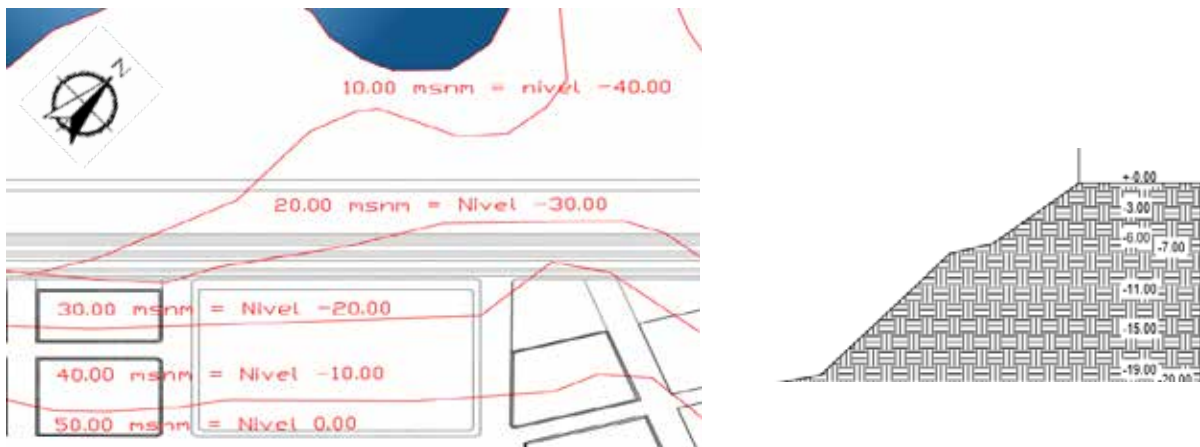 N
10.00 msnm = nivel -40.00
20.00 msnm = Nivel -30.00
30.00 msnm = Nivel -20.00
40.00 msnm = Nivel -10.00
50.00 msnm = Nivel 0.00
+-0.00
-3.00
-6.00
-7.00
-11.00
-15.00
-19.00
-20.00